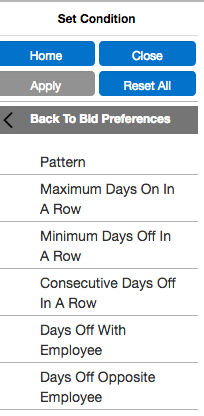 Set Condition
Home Close
Apply Reset All
Back To Bid Preferences
Pattern
Maximum Days On In
A Row
Minimum Days Off In
A Row
Consecutive Days Off
In A Row
Days Off With
Employee
Days Off Opposite
Employee